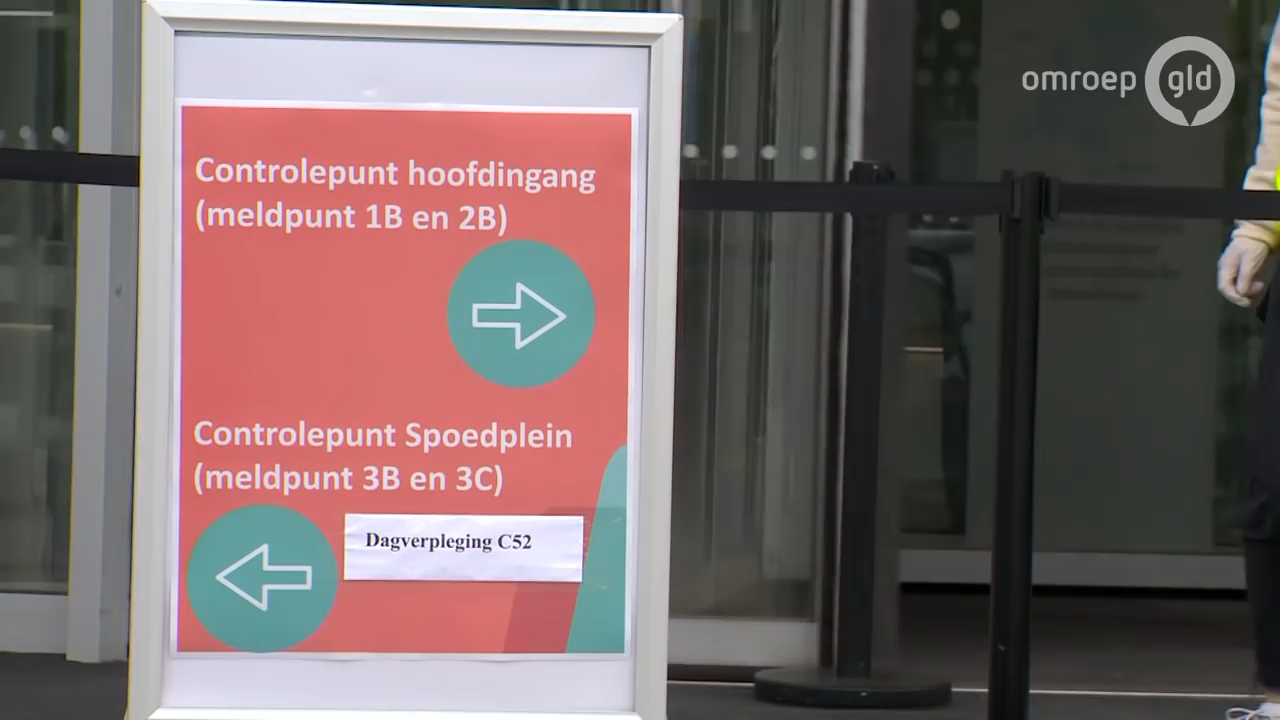 omroep gld
Controlepunt hoofdingang
(meldpunt 1B en 2B)
Controlepunt Spoedplein
(meldpunt 3B en 3C)
Dagverpleging C52